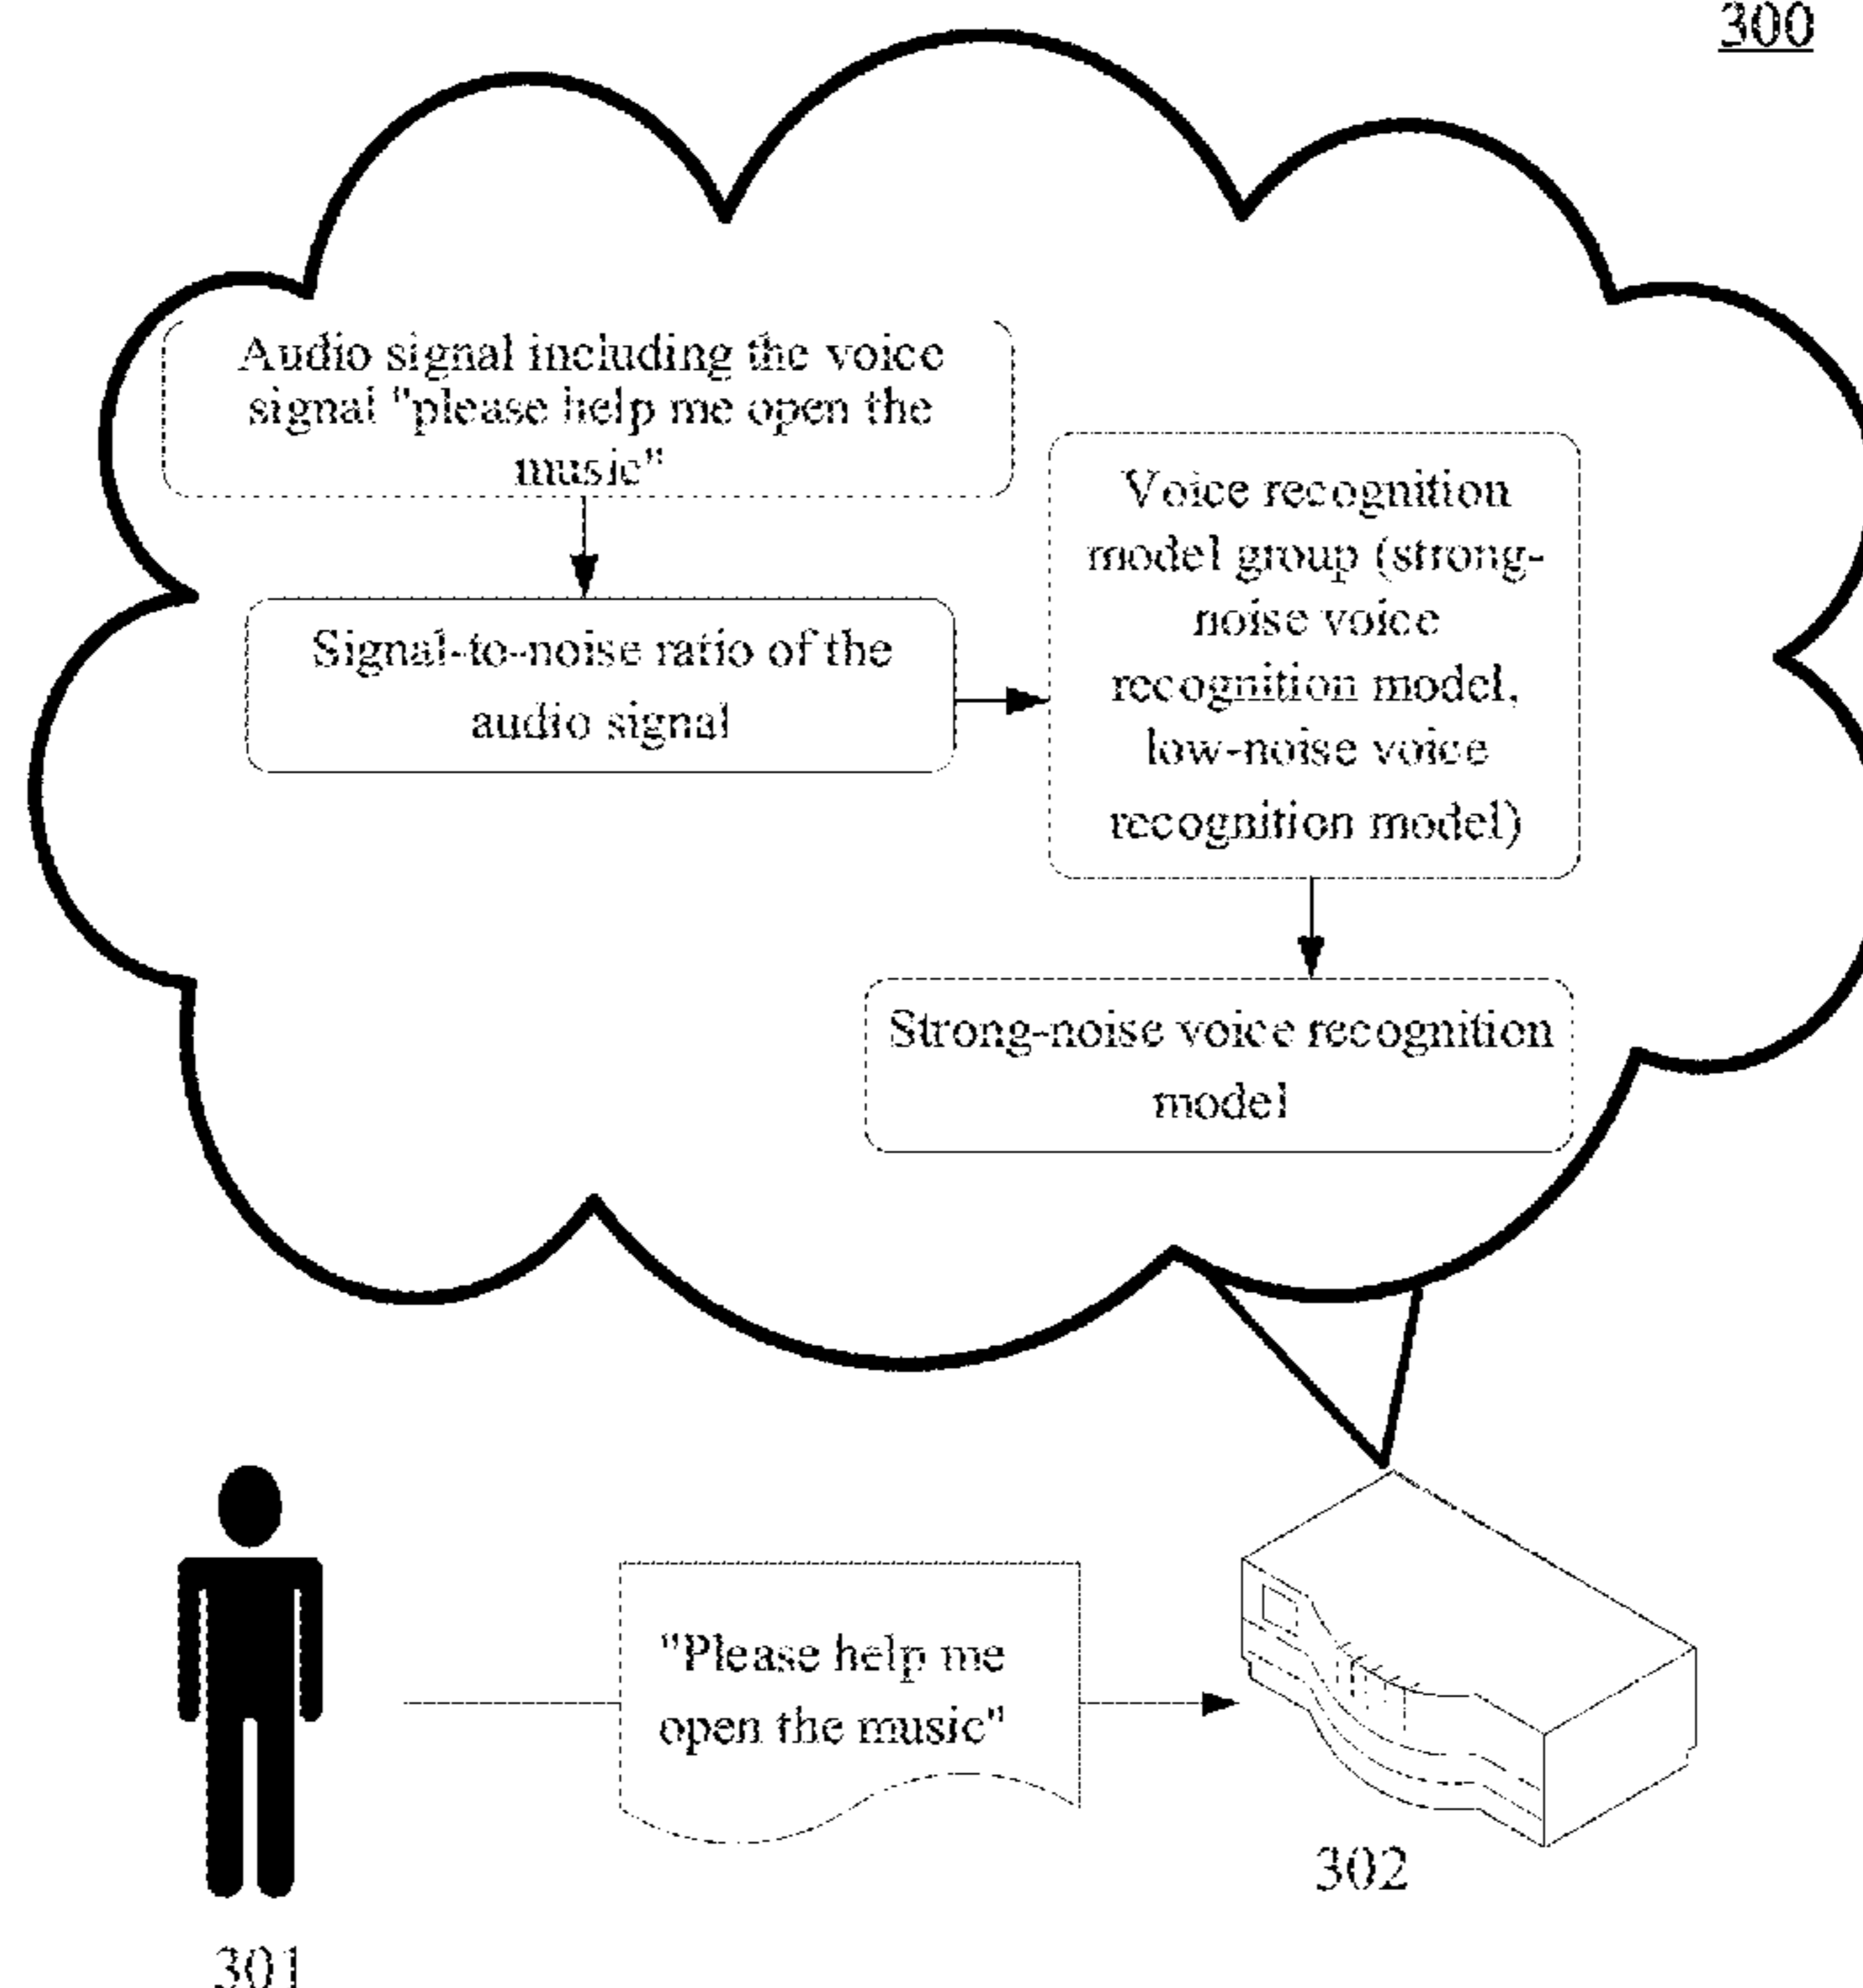 300
Audio signal including the voice
signal "please help me open the
music"
Signal-to-noise ratio of the
audio signal
Voice recognition
model group (strong-
noise voice
recognition model,
low-noise voice
recognition model)
Strong-noise voice recognition
model
"Please help me
open the music"
302
301